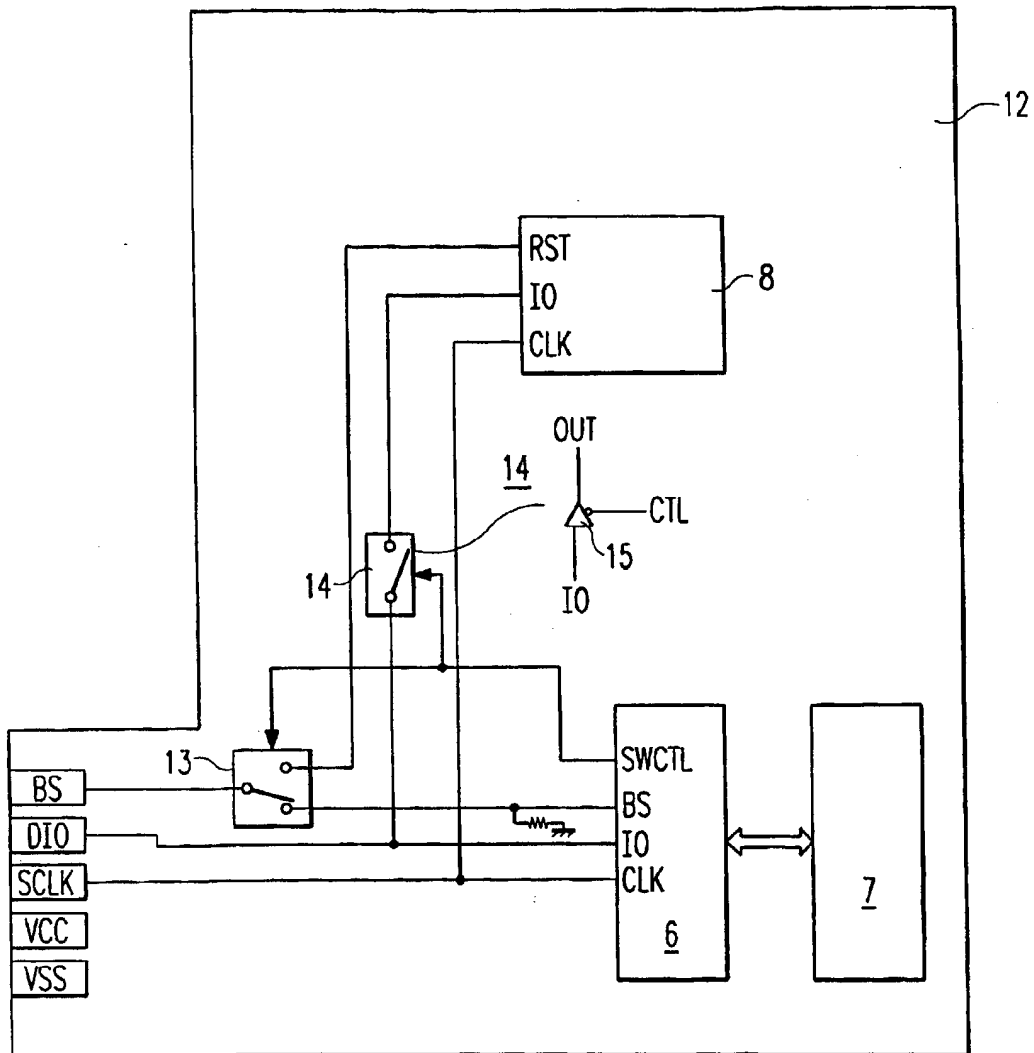 12
RST
IO
CLK
8
OUT
14
CTL
15
IO
14
13
SWCTL
BS
IO
CLK
6
7
BS
DIO
SCLK
VCC
VSS